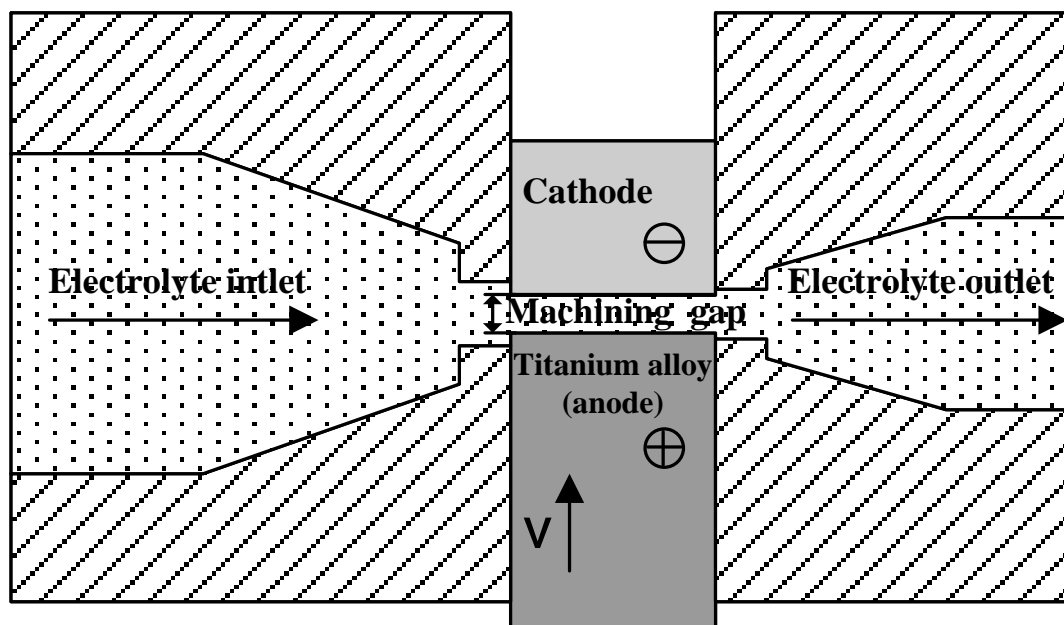 Cathode
Electrolyte intlet
Electrolyte outlet
Machining gap
Titanium alloy
(anode)
V